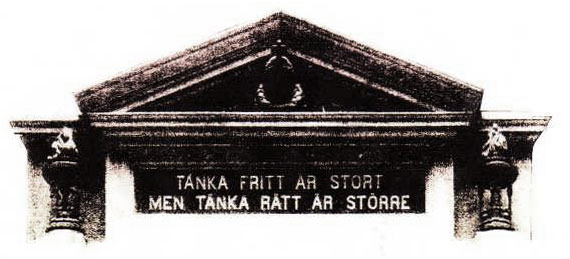 TÄNKA FRITT ÄR STORT
MEN TÄNKA RÄTT ÄR STÖRRE